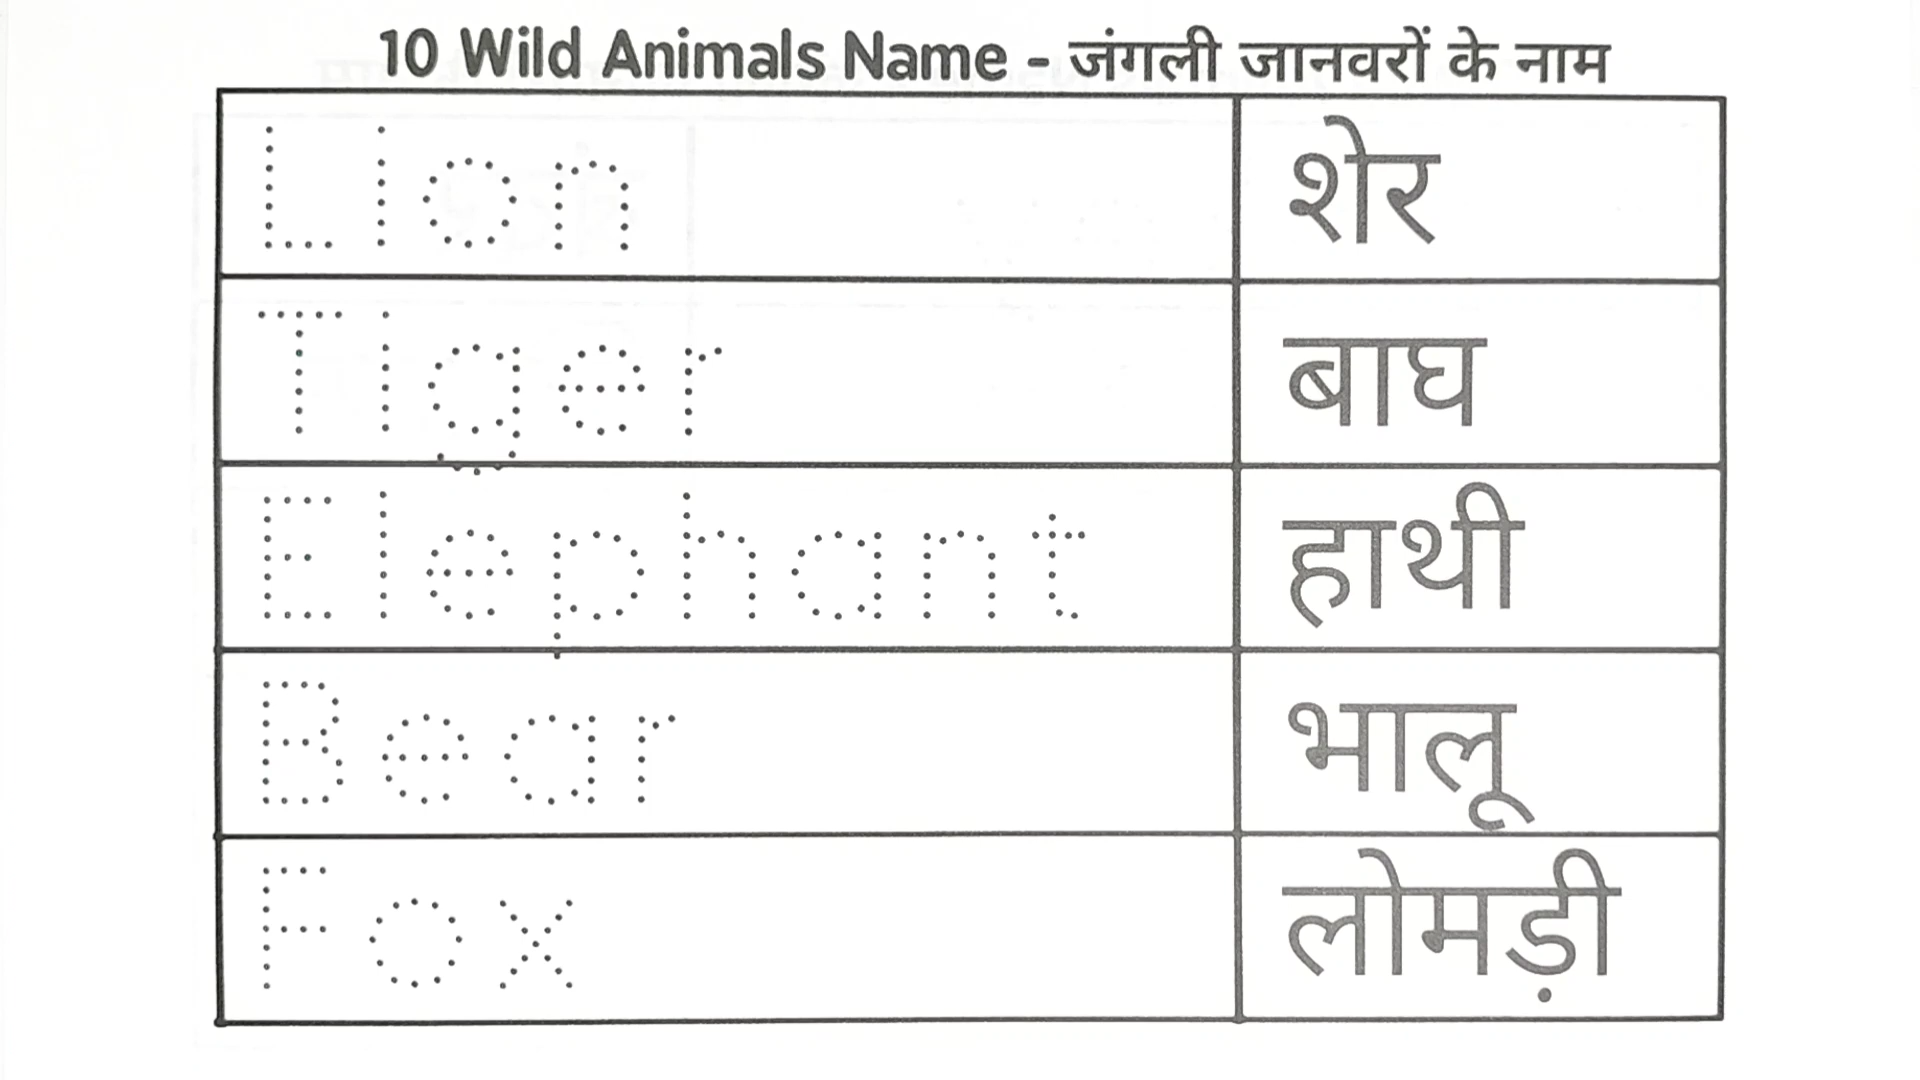 10 Wild Animals Name - जंगली जानवरों के नाम
Lion शेर
Tiger बाघ
Elephant हाथी
Bear भालू
Fox लोमड़ी